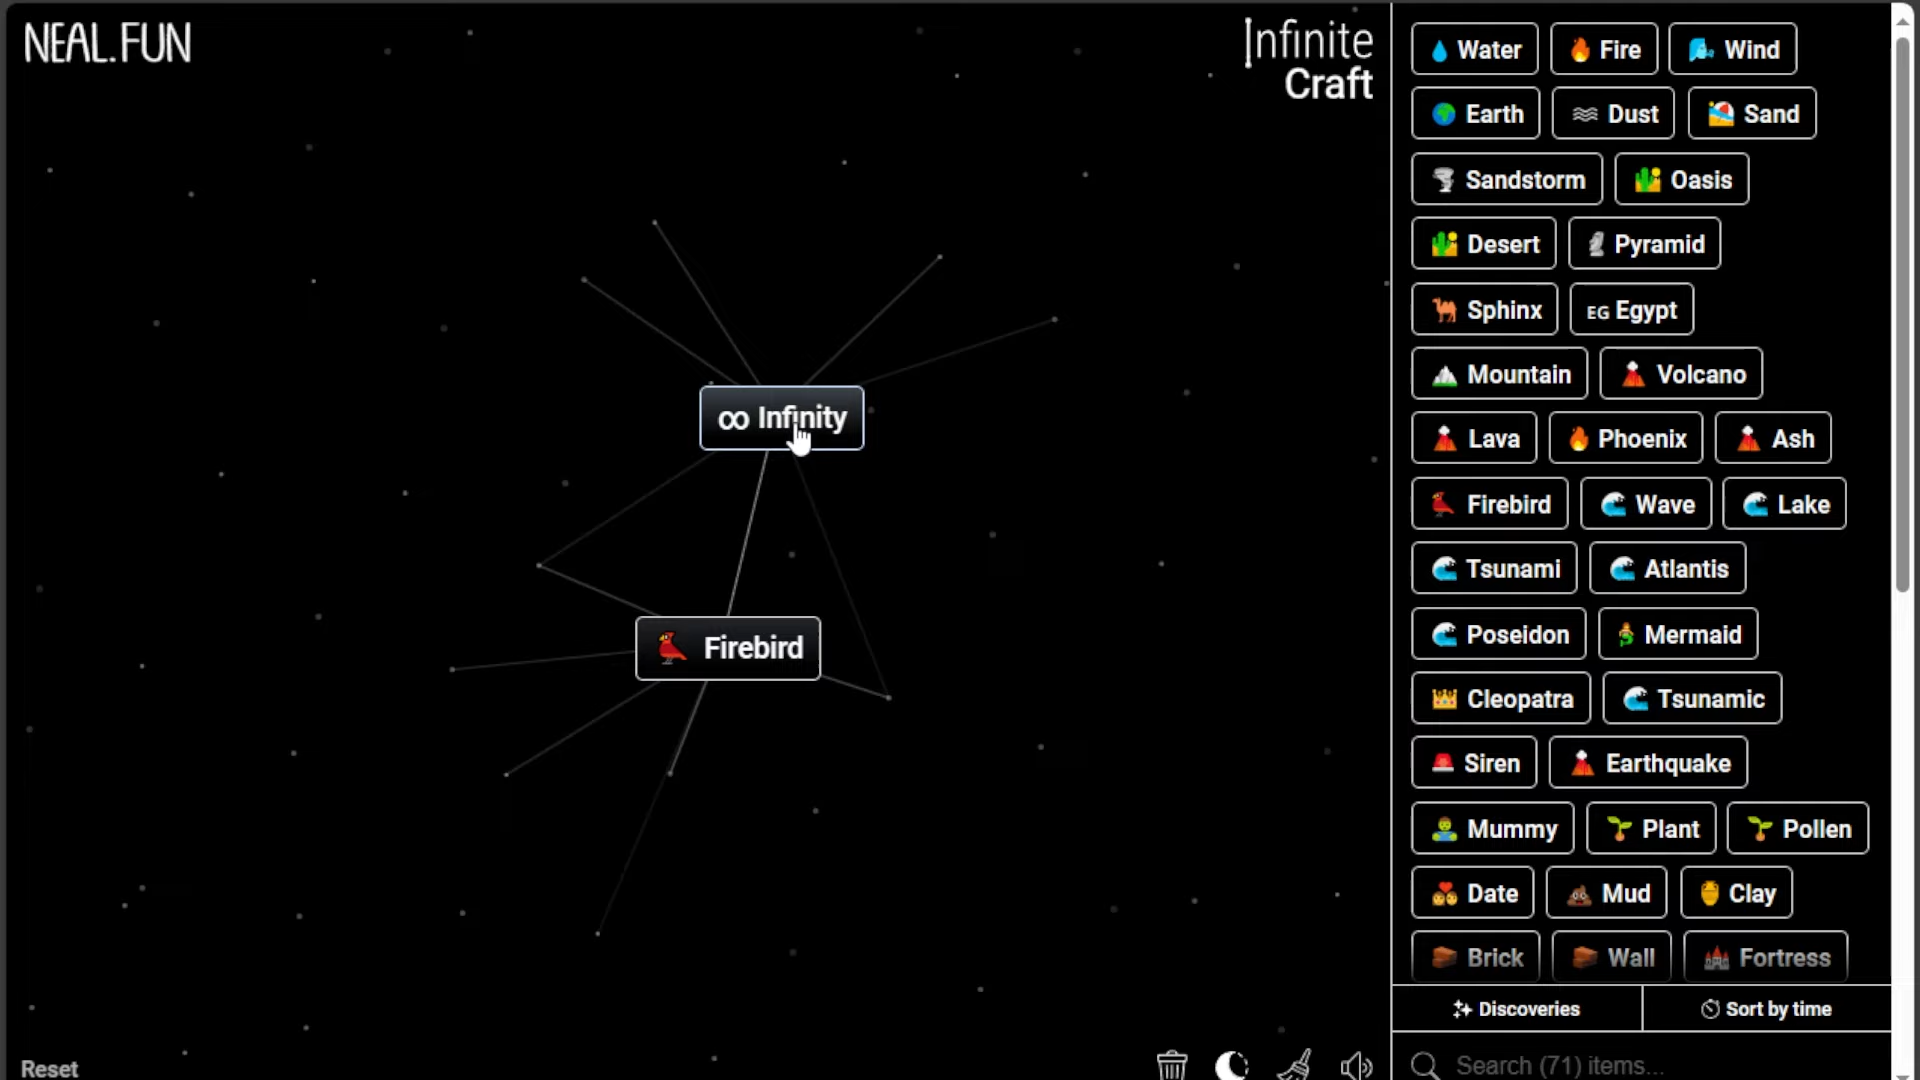 NEAL.FUN
Infinite
Craft
∞ Infinity
Firebird
Reset
Water Fire Wind
Earth Dust Sand
Sandstorm Oasis
Desert Pyramid
Sphinx EG Egypt
Mountain Volcano
Lava Phoenix Ash
Firebird Wave Lake
Tsunami Atlantis
Poseidon Mermaid
Cleopatra Tsunamic
Siren Earthquake
Mummy Plant Pollen
Date Mud Clay
Brick Wall Fortress
Discoveries Sort by time
Search (71) items...